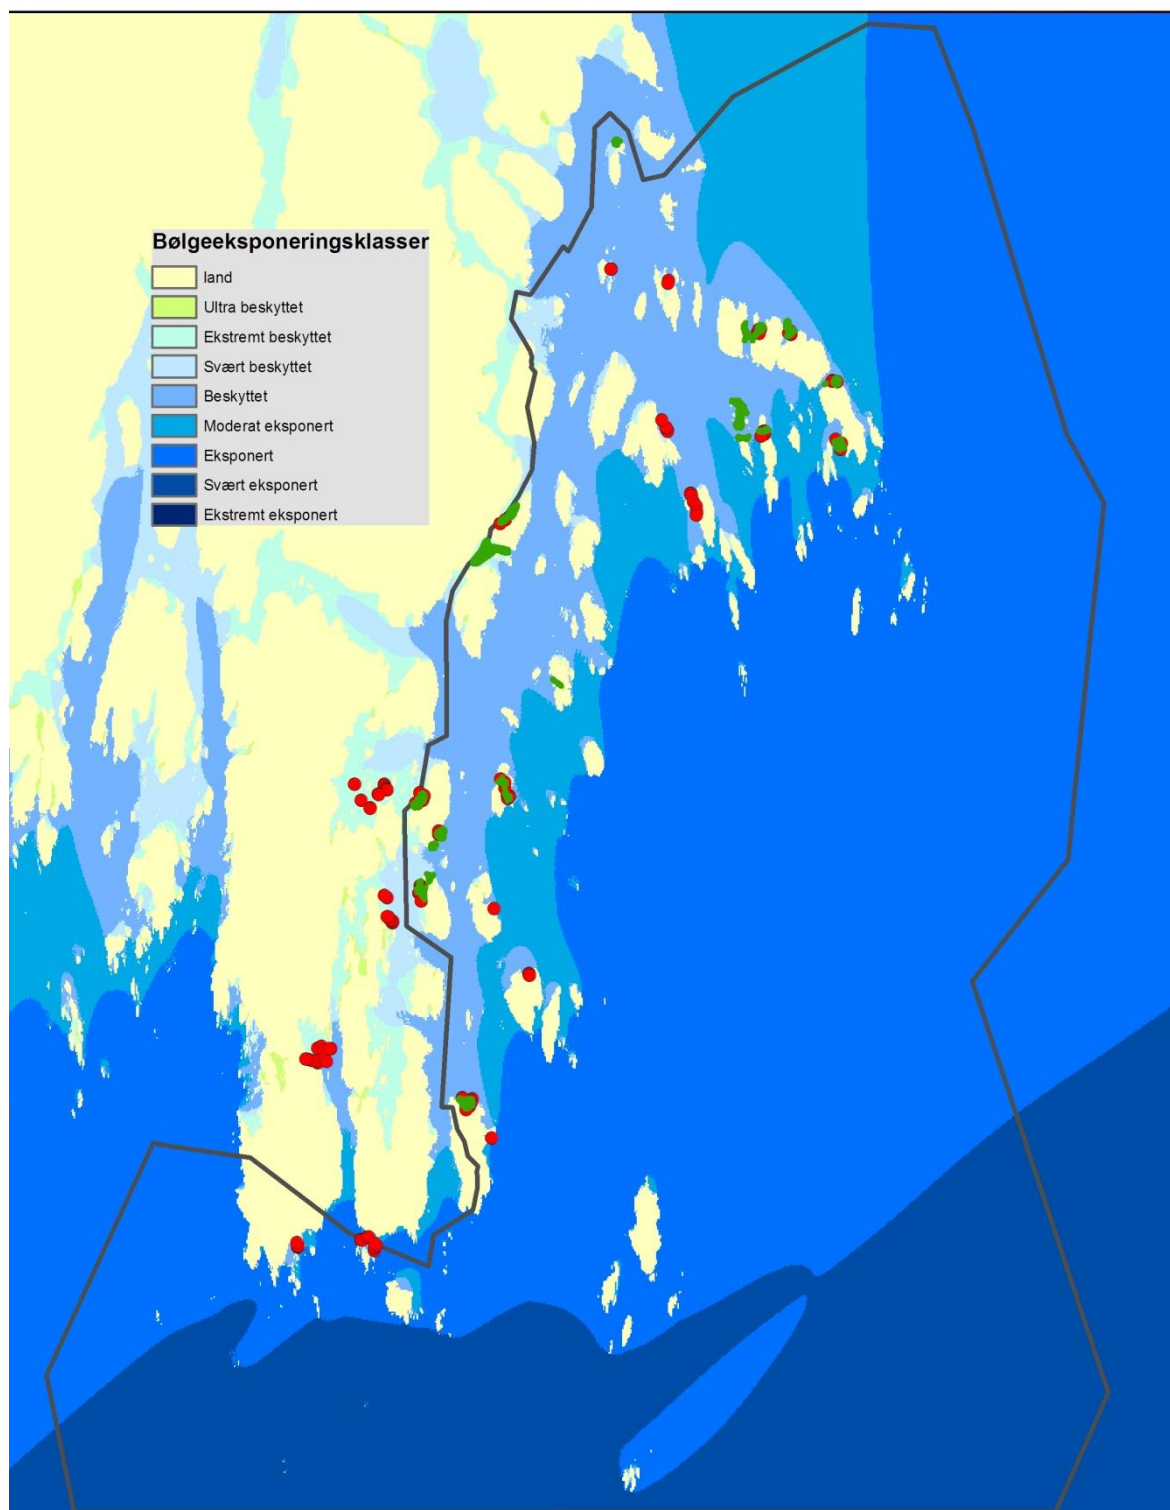 Bølgeeksponeringsklasser
land
Ultra beskyttet
Ekstremt beskyttet
Svært beskyttet
Beskyttet
Moderat eksponert
Eksponert
Svært eksponert
Ekstremt eksponert